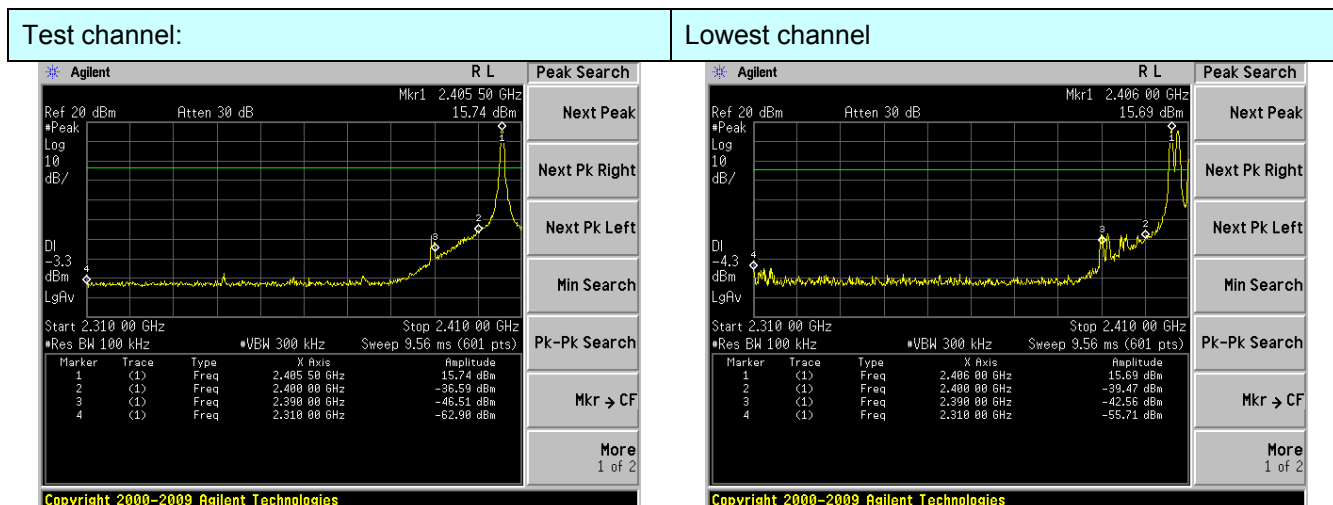 Test channel: Lowest channel
Agilent R L Peak Search
Mkr1 2.405 50 GHz
Ref 20 dBm Atten 30 dB 15.74 dBm
#Peak
Log
10
dB/
1
2
3
4
DI
-3.3
dBm
LgAv
Start 2.310 00 GHz Stop 2.410 00 GHz
#Res BW 100 kHz #VBW 300 kHz Sweep 9.56 ms (601 pts)
Marker Trace Type X Axis Amplitude
1 (1) Freq 2.405 50 GHz 15.74 dBm
2 (1) Freq 2.400 00 GHz -36.59 dBm
3 (1) Freq 2.390 00 GHz -46.51 dBm
4 (1) Freq 2.310 00 GHz -62.90 dBm
Next Peak
Next Pk Right
Next Pk Left
Min Search
Pk-Pk Search
Mkr → CF
More
1 of 2
Copyright 2000-2009 Agilent Technologies
Agilent R L Peak Search
Mkr1 2.406 00 GHz
Ref 20 dBm Atten 30 dB 15.69 dBm
#Peak
Log
10
dB/
1
2
3
4
DI
-4.3
dBm
LgAv
Start 2.310 00 GHz Stop 2.410 00 GHz
#Res BW 100 kHz #VBW 300 kHz Sweep 9.56 ms (601 pts)
Marker Trace Type X Axis Amplitude
1 (1) Freq 2.406 00 GHz 15.69 dBm
2 (1) Freq 2.400 00 GHz -39.47 dBm
3 (1) Freq 2.390 00 GHz -42.56 dBm
4 (1) Freq 2.310 00 GHz -55.71 dBm
Next Peak
Next Pk Right
Next Pk Left
Min Search
Pk-Pk Search
Mkr → CF
More
1 of 2
Copyright 2000-2009 Agilent Technologies